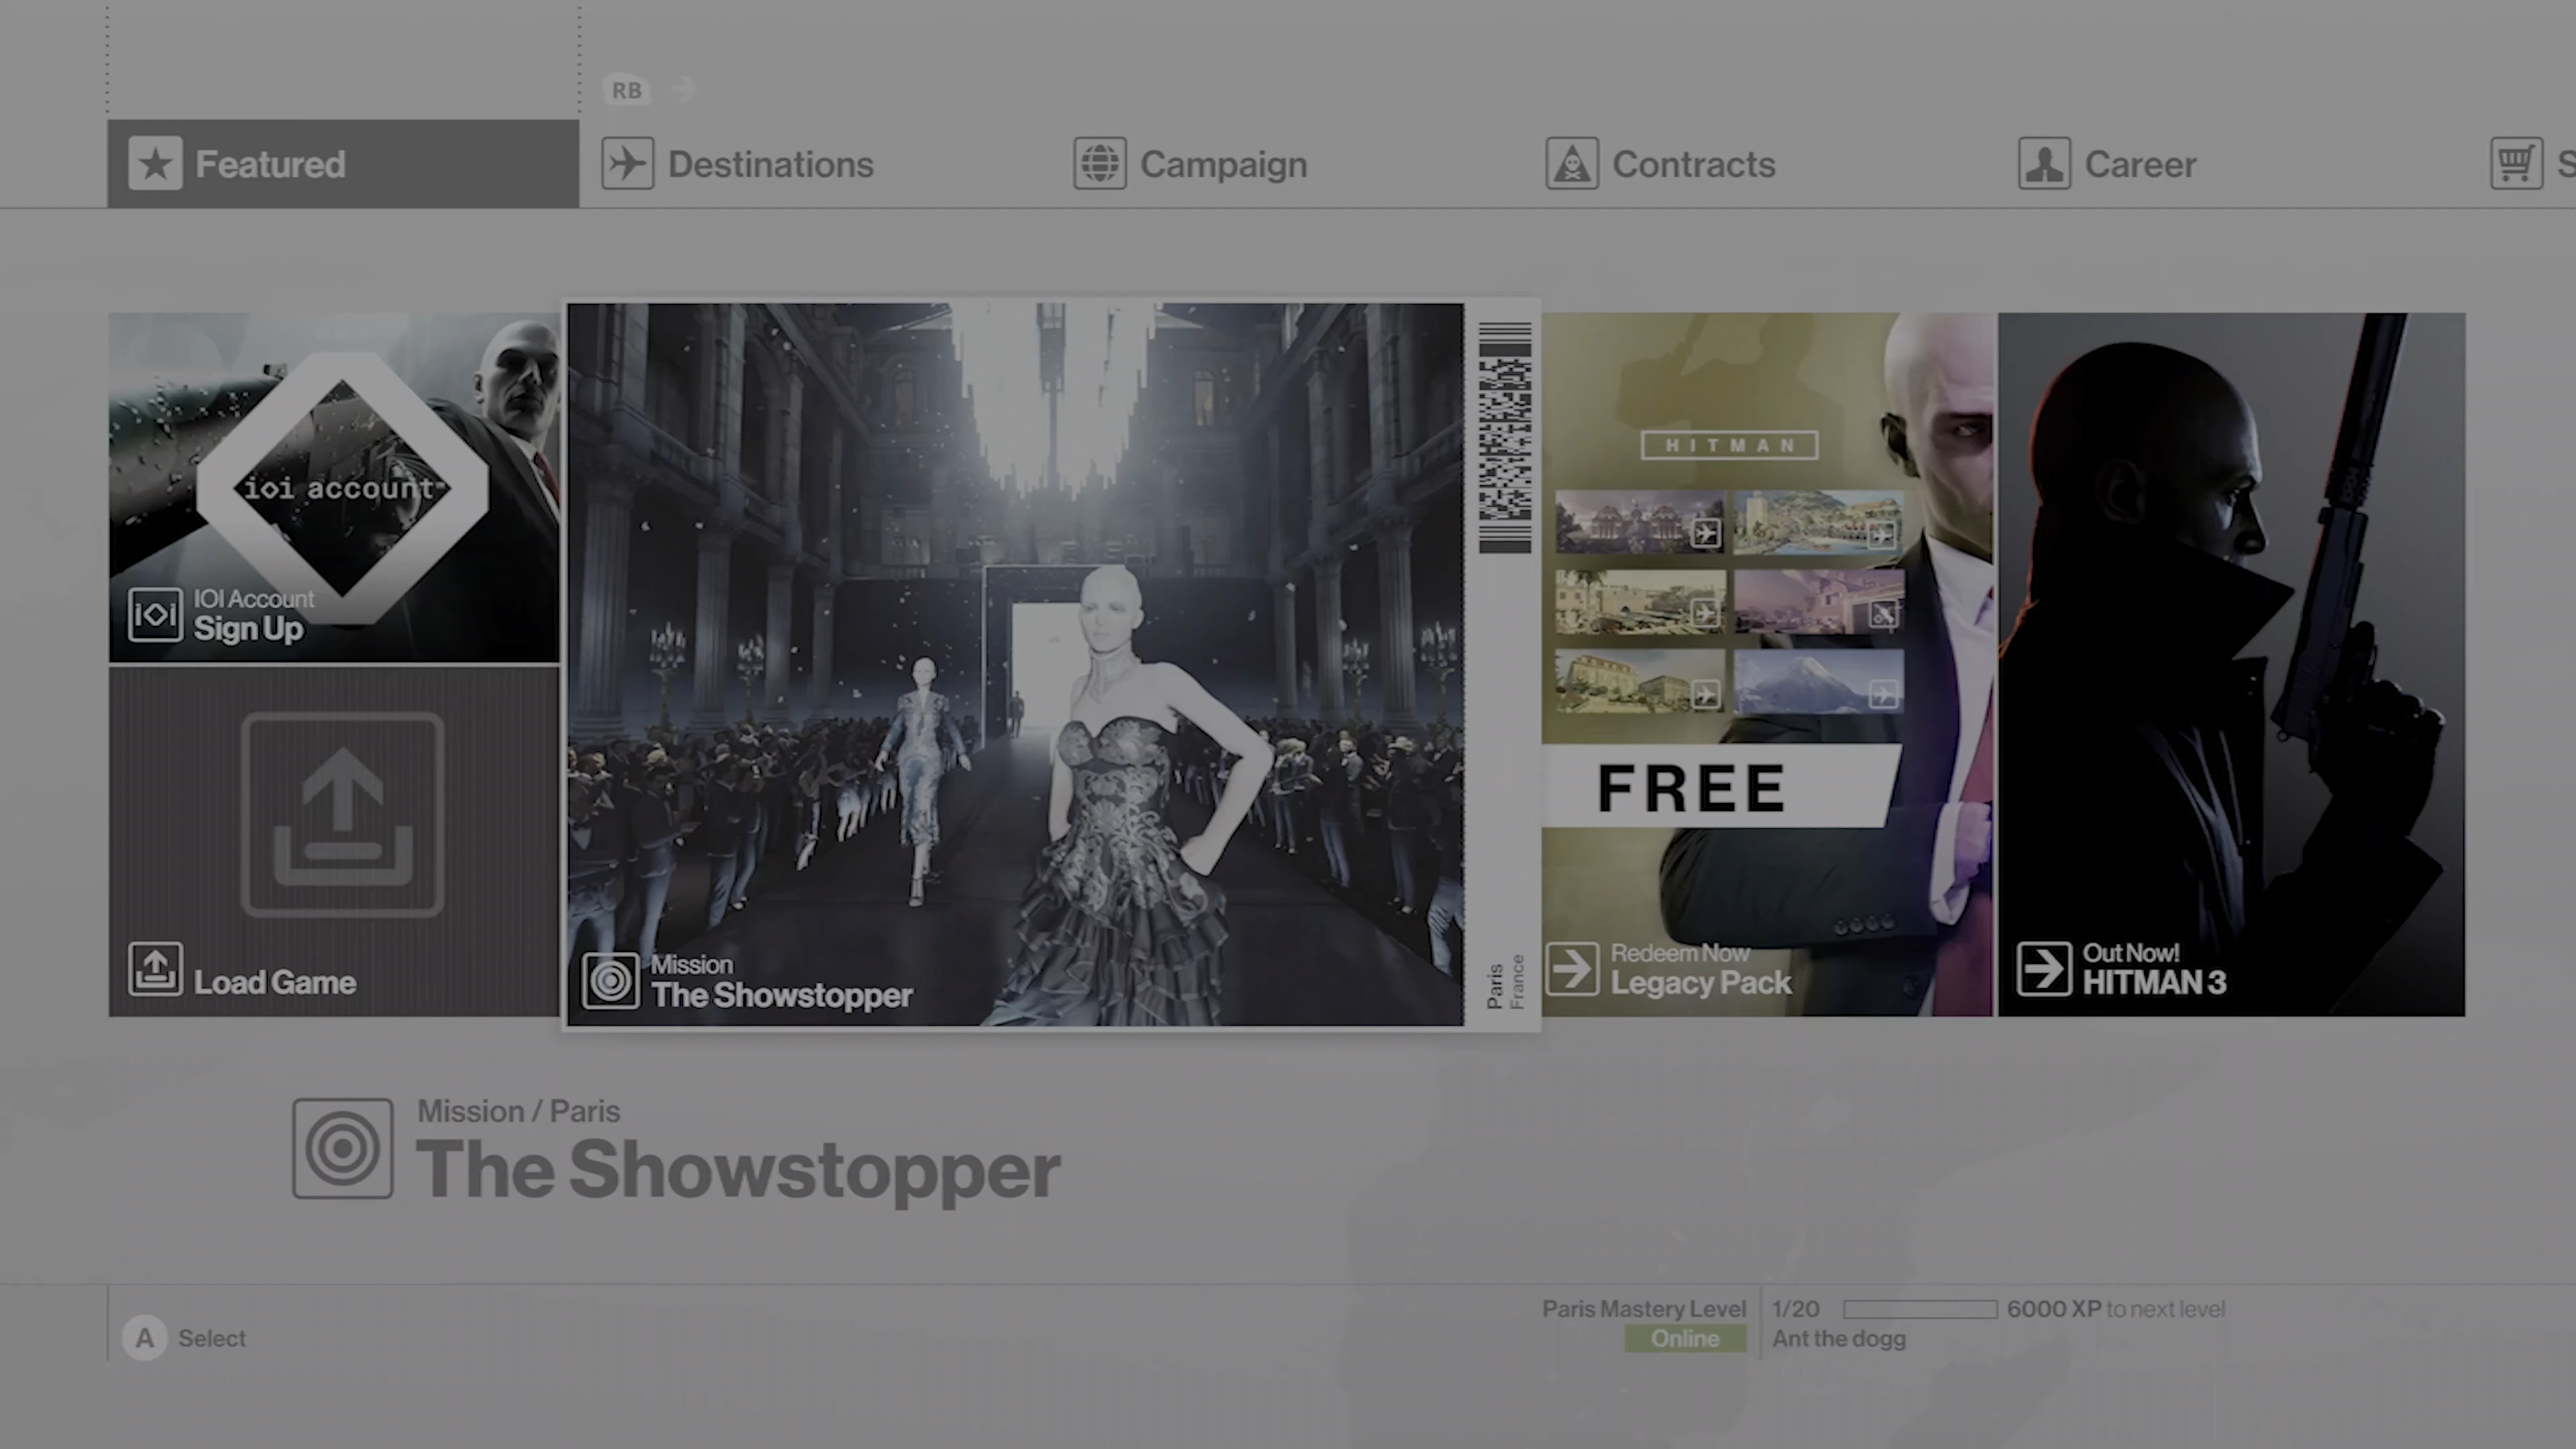 RB
Featured
Destinations
Campaign
Contracts
Career
S
ioi account
IOI Account
Sign Up
Load Game
Mission
The Showstopper
Paris
France
HITMAN
FREE
Redeem Now
Legacy Pack
Out Now!
HITMAN 3
Mission / Paris
The Showstopper
A Select
Paris Mastery Level 1/20 6000 XP to next level
Online Ant the dogg